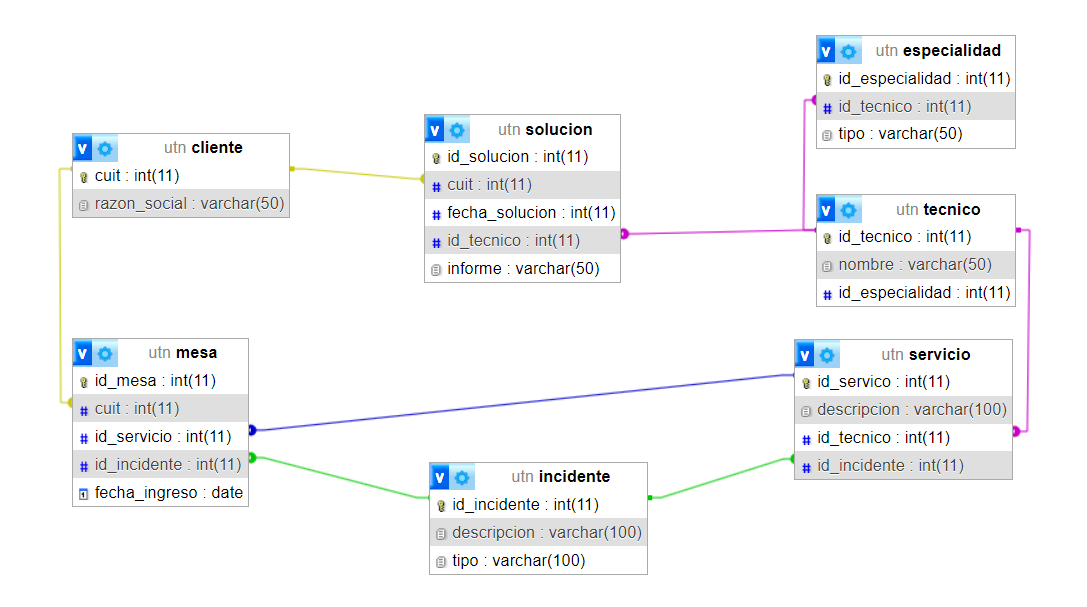 utn especialidad
id_especialidad : int(11)
# id_tecnico : int(11)
tipo : varchar(50)
utn solucion
id_solucion : int(11)
# cuit : int(11)
# fecha_solucion : int(11)
# id_tecnico : int(11)
informe : varchar(50)
utn cliente
cuit : int(11)
razon_social : varchar(50)
utn tecnico
id_tecnico : int(11)
nombre : varchar(50)
# id_especialidad : int(11)
utn mesa
id_mesa : int(11)
# cuit : int(11)
# id_servicio : int(11)
# id_incidente : int(11)
fecha_ingreso : date
utn servicio
id_servico : int(11)
descripcion : varchar(100)
# id_tecnico : int(11)
# id_incidente : int(11)
utn incidente
id_incidente : int(11)
descripcion : varchar(100)
tipo : varchar(100)